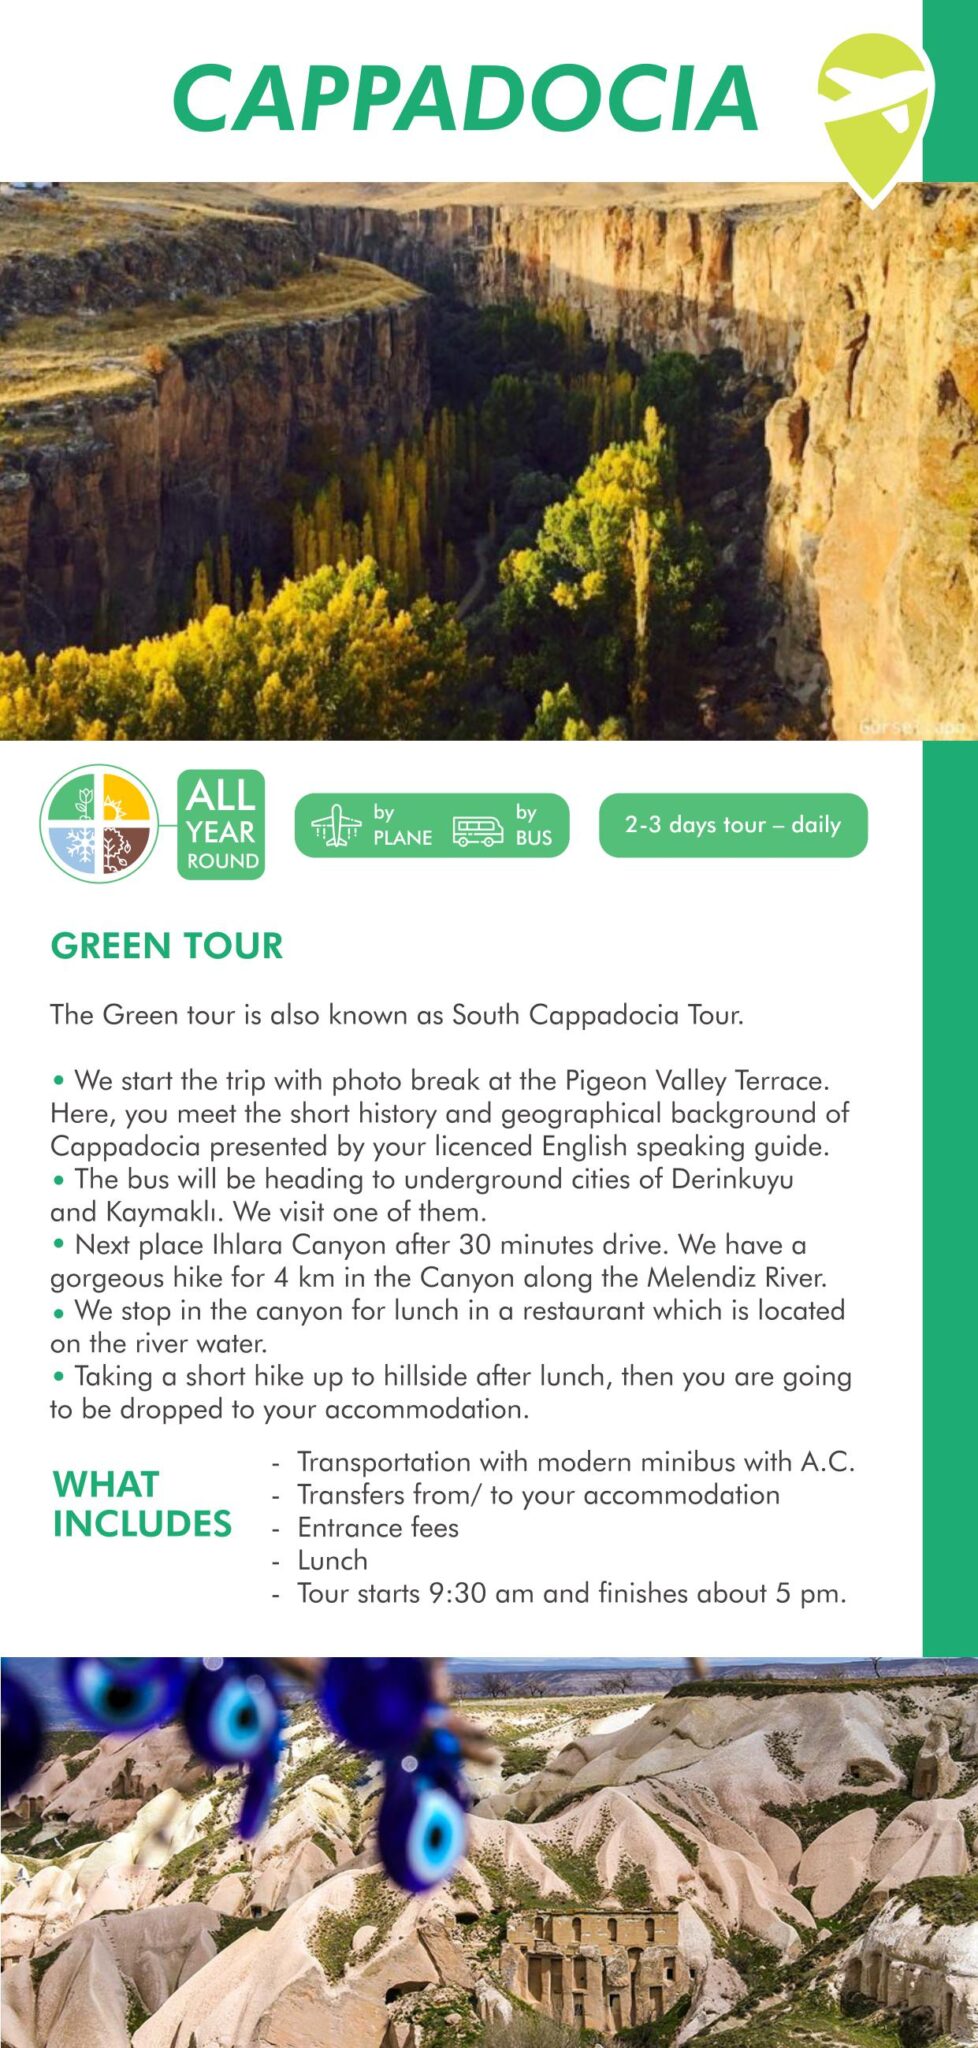 CAPPADOCIA
ALL
YEAR
ROUND
by
PLANE
by
BUS
2-3 days tour – daily
GREEN TOUR
The Green tour is also known as South Cappadocia Tour.
• We start the trip with photo break at the Pigeon Valley Terrace.
Here, you meet the short history and geographical background of
Cappadocia presented by your licenced English speaking guide.
• The bus will be heading to underground cities of Derinkuyu
and Kaymaklı. We visit one of them.
• Next place Ihlara Canyon after 30 minutes drive. We have a
gorgeous hike for 4 km in the Canyon along the Melendiz River.
• We stop in the canyon for lunch in a restaurant which is located
on the river water.
• Taking a short hike up to hillside after lunch, then you are going
to be dropped to your accommodation.
WHAT
INCLUDES
- Transportation with modern minibus with A.C.
- Transfers from/ to your accommodation
- Entrance fees
- Lunch
- Tour starts 9:30 am and finishes about 5 pm.